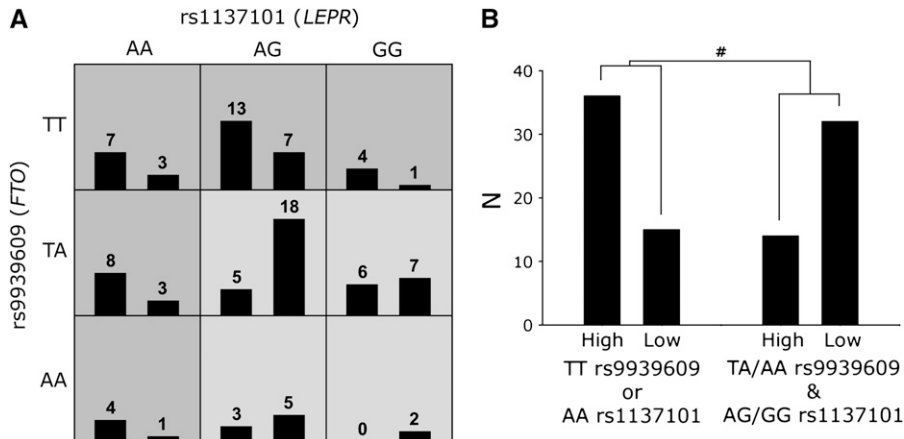 A
rs1137101 (LEPR)
AA AG GG
rs9939609 (FTO)
TT
7 3 13 7 4 1
TA
8 3 5 18 6 7
AA
4 1 3 5 0 2
B
#
N
40
30
20
10
0
High Low High Low
TT rs9939609
or
AA rs1137101
TA/AA rs9939609
&
AG/GG rs1137101